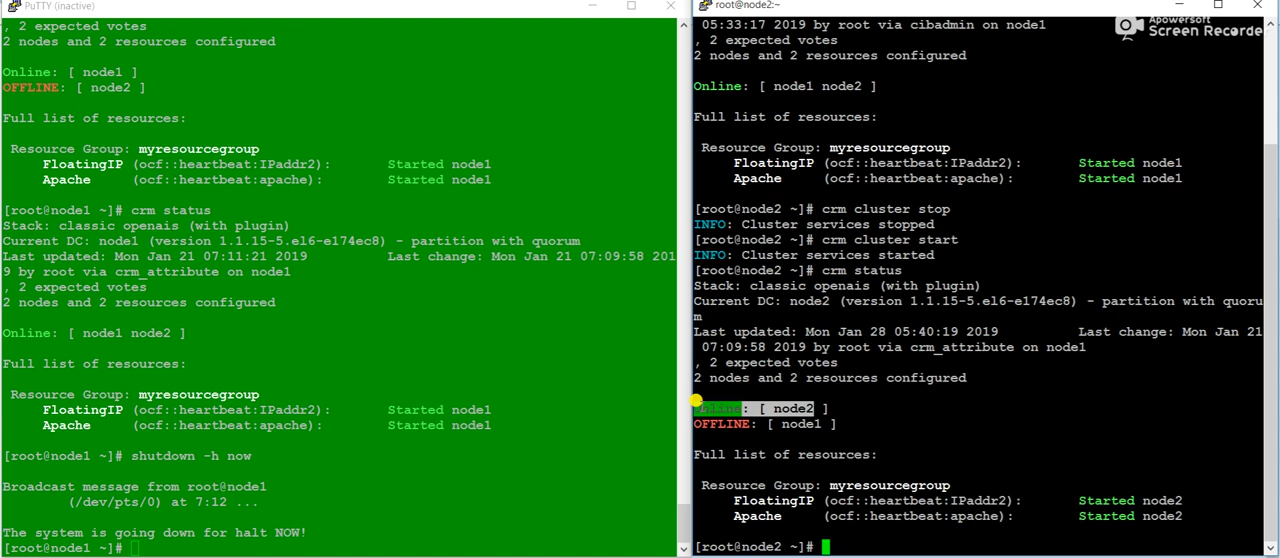 PuTTY (inactive)
, 2 expected votes
2 nodes and 2 resources configured
Online: [ node1 ]
OFFLINE: [ node2 ]
Full list of resources:
Resource Group: myresourcegroup
FloatingIP (ocf::heartbeat:IPaddr2): Started node1
Apache (ocf::heartbeat:apache): Started node1
[root@node1 ~]# crm status
Stack: classic openais (with plugin)
Current DC: node1 (version 1.1.15-5.el6-e174ec8) - partition with quorum
Last updated: Mon Jan 21 07:11:21 2019 Last change: Mon Jan 21 07:09:58 201
9 by root via crm_attribute on node1
, 2 expected votes
2 nodes and 2 resources configured
Online: [ node1 node2 ]
Full list of resources:
Resource Group: myresourcegroup
FloatingIP (ocf::heartbeat:IPaddr2): Started node1
Apache (ocf::heartbeat:apache): Started node1
[root@node1 ~]# shutdown -h now
Broadcast message from root@node1
(/dev/pts/0) at 7:12 ...
The system is going down for halt NOW!
[root@node1 ~]#
root@node2:~
05:33:17 2019 by root via cibadmin on node1
, 2 expected votes
2 nodes and 2 resources configured
Online: [ node1 node2 ]
Full list of resources:
Resource Group: myresourcegroup
FloatingIP (ocf::heartbeat:IPaddr2): Started node1
Apache (ocf::heartbeat:apache): Started node1
[root@node2 ~]# crm cluster stop
INFO: Cluster services stopped
[root@node2 ~]# crm cluster start
INFO: Cluster services started
[root@node2 ~]# crm status
Stack: classic openais (with plugin)
Current DC: node2 (version 1.1.15-5.el6-e174ec8) - partition with quoru
m
Last updated: Mon Jan 28 05:40:19 2019 Last change: Mon Jan 21
07:09:58 2019 by root via crm_attribute on node1
, 2 expected votes
2 nodes and 2 resources configured
Online: [ node2 ]
OFFLINE: [ node1 ]
Full list of resources:
Resource Group: myresourcegroup
FloatingIP (ocf::heartbeat:IPaddr2): Started node2
Apache (ocf::heartbeat:apache): Started node2
[root@node2 ~]#
Apowersoft
Screen Recorder